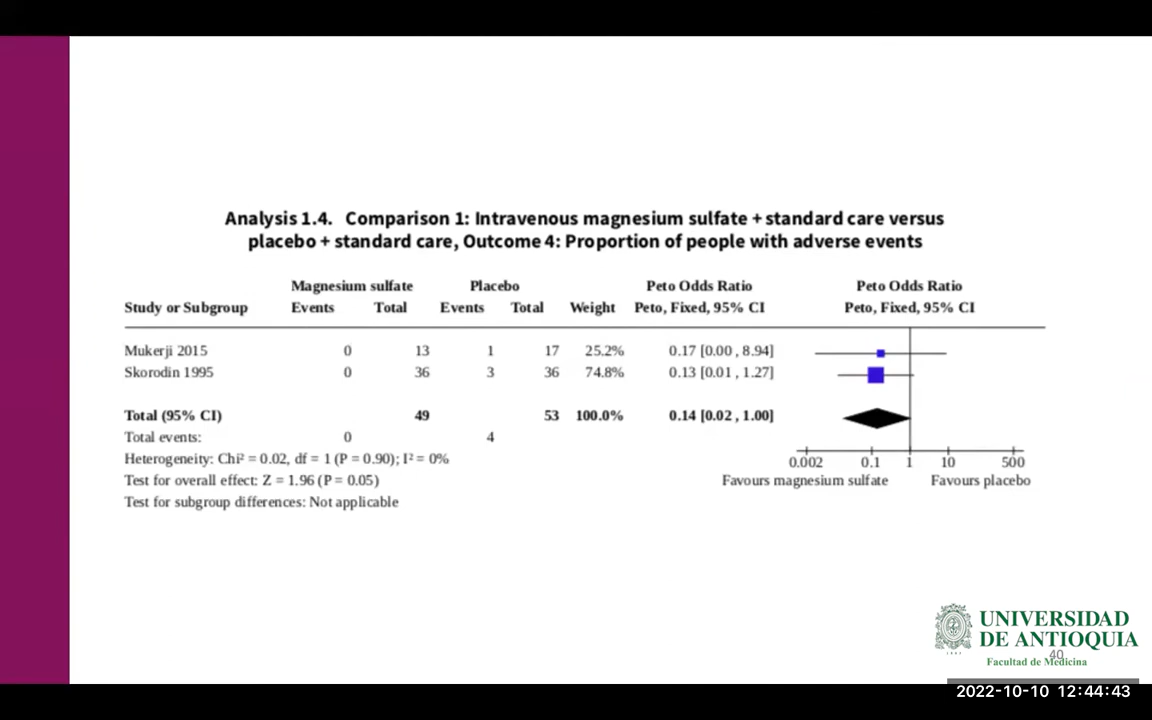 Analysis 1.4. Comparison 1: Intravenous magnesium sulfate + standard care versus
placebo + standard care, Outcome 4: Proportion of people with adverse events
Magnesium sulfate Placebo Peto Odds Ratio Peto Odds Ratio
Study or Subgroup Events Total Events Total Weight Peto, Fixed, 95% CI Peto, Fixed, 95% CI
Mukerji 2015 0 13 1 17 25.2% 0.17 [0.00 , 8.94]
Skorodin 1995 0 36 3 36 74.8% 0.13 [0.01 , 1.27]
Total (95% CI) 49 53 100.0% 0.14 [0.02 , 1.00]
Total events: 0 4
Heterogeneity: Chi² = 0.02, df = 1 (P = 0.90); I² = 0%
0.002 0.1 1 10 500
Test for overall effect: Z = 1.96 (P = 0.05)
Favours magnesium sulfate Favours placebo
Test for subgroup differences: Not applicable
UNIVERSIDAD
DE ANTIOQUIA
40
Facultad de Medicina
2022-10-10 12:44:43